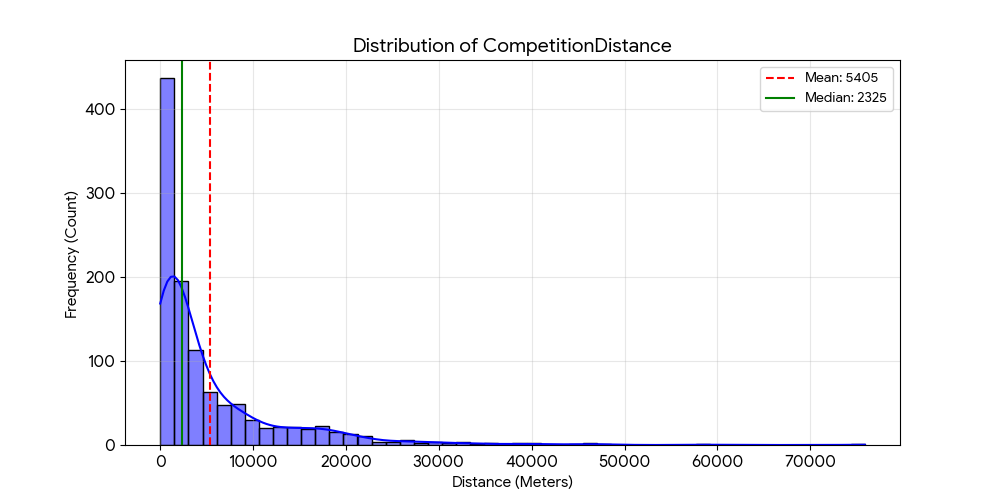 Distribution of CompetitionDistance
Mean: 5405
Median: 2325
Frequency (Count)
400
300
200
100
0
0 10000 20000 30000 40000 50000 60000 70000
Distance (Meters)